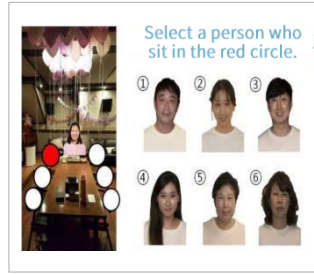 Select a person who
sit in the red circle.
① ② ③
④ ⑤ ⑥